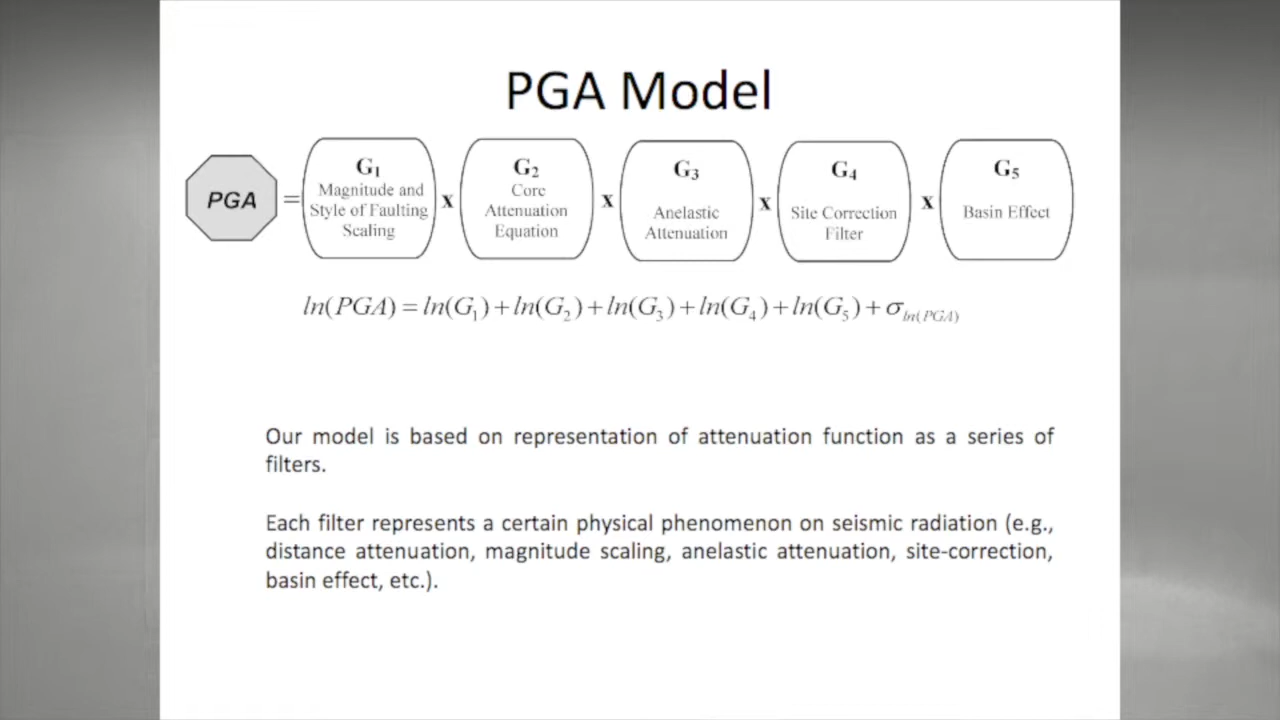 PGA Model
PGA = G₁ Magnitude and Style of Faulting Scaling x G₂ Core Attenuation Equation x G₃ Anelastic Attenuation x G₄ Site Correction Filter x G₅ Basin Effect
ln(PGA) = ln(G₁) + ln(G₂) + ln(G₃) + ln(G₄) + ln(G₅) + σ ln(PGA)
Our model is based on representation of attenuation function as a series of
filters.
Each filter represents a certain physical phenomenon on seismic radiation (e.g.,
distance attenuation, magnitude scaling, anelastic attenuation, site-correction,
basin effect, etc.).